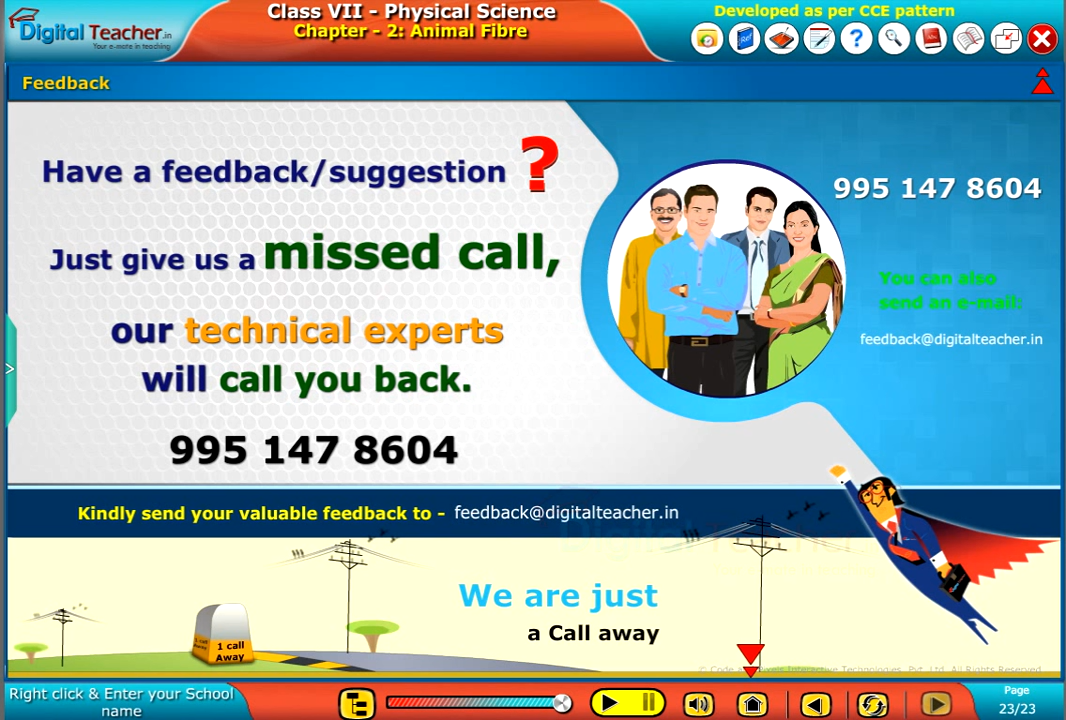 Digital Teacher.in
Your e-mate in teaching
Class VII - Physical Science
Chapter - 2: Animal Fibre
Developed as per CCE pattern
Feedback
Have a feedback/suggestion ?
Just give us a missed call,
our technical experts
will call you back.
995 147 8604
995 147 8604
You can also
send an e-mail:
feedback@digitalteacher.in
Kindly send your valuable feedback to - feedback@digitalteacher.in
We are just
a Call away
1 call
Away
Right click & Enter your School
name
Page
23/23